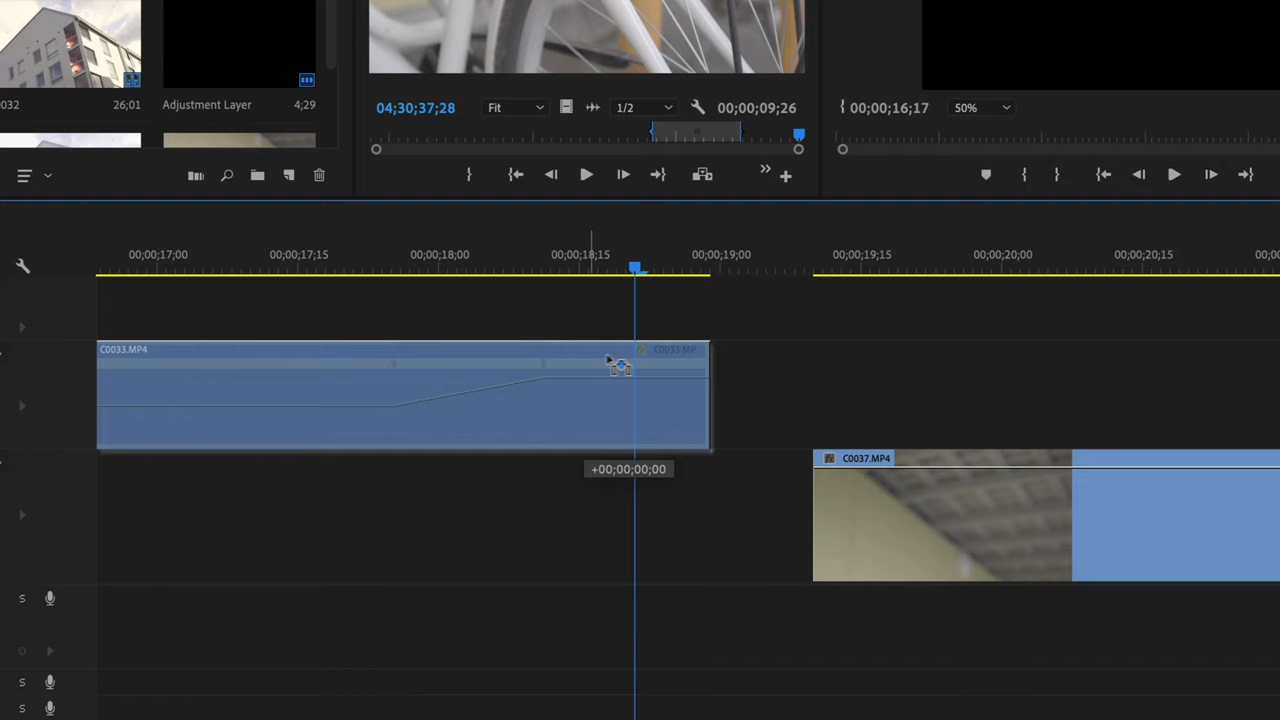 032 26;01 Adjustment Layer 4;29
04;30;37;28 Fit 1/2 00;00;09;26
00;00;16;17 50%
00;00;17;00 00;00;17;15 00;00;18;00 00;00;18;15 00;00;19;00 00;00;19;15 00;00;20;00 00;00;20;15 00;00
C0033.MP4 C0033.MP
C0037.MP4
+00;00;00;00
S
S
S